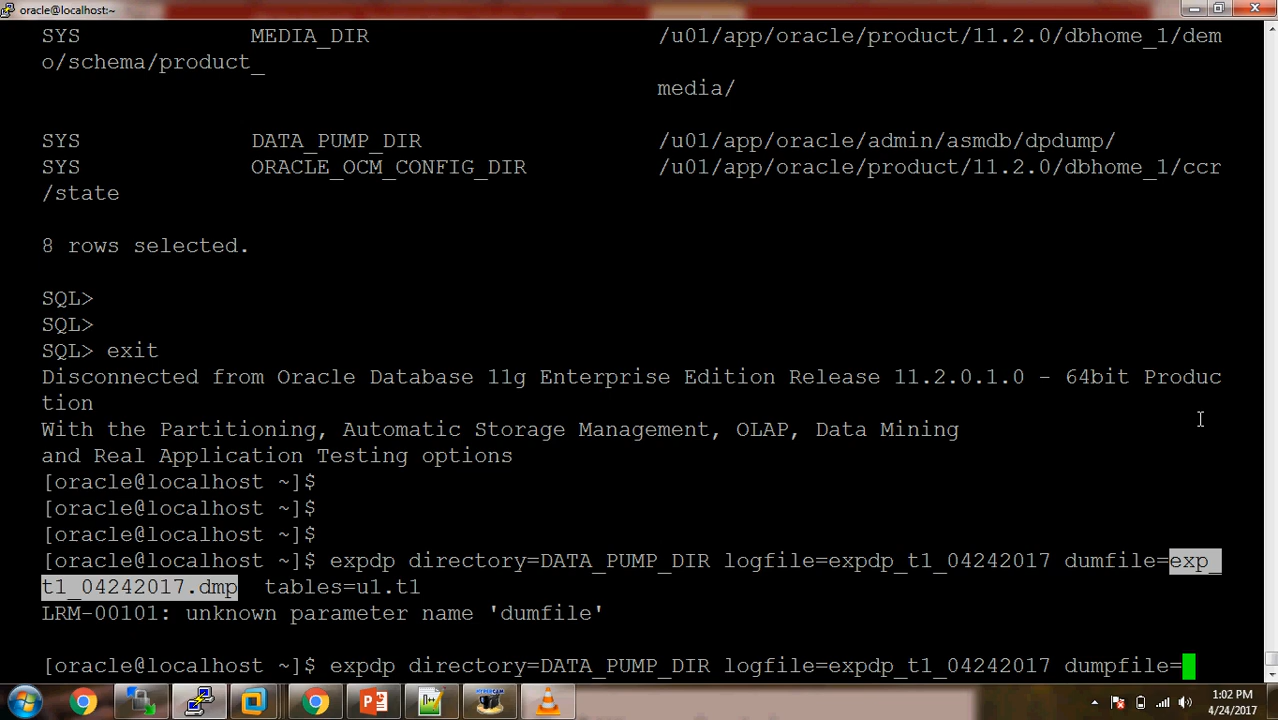 oracle@localhost:~
SYS MEDIA_DIR /u01/app/oracle/product/11.2.0/dbhome_1/dem
o/schema/product_
media/
SYS DATA_PUMP_DIR /u01/app/oracle/admin/asmdb/dpdump/
SYS ORACLE_OCM_CONFIG_DIR /u01/app/oracle/product/11.2.0/dbhome_1/ccr
/state
8 rows selected.
SQL>
SQL>
SQL> exit
Disconnected from Oracle Database 11g Enterprise Edition Release 11.2.0.1.0 - 64bit Produc
tion
With the Partitioning, Automatic Storage Management, OLAP, Data Mining
and Real Application Testing options
[oracle@localhost ~]$
[oracle@localhost ~]$
[oracle@localhost ~]$
[oracle@localhost ~]$ expdp directory=DATA_PUMP_DIR logfile=expdp_t1_04242017 dumfile=exp_
t1_04242017.dmp tables=u1.t1
LRM-00101: unknown parameter name 'dumfile'
[oracle@localhost ~]$ expdp directory=DATA_PUMP_DIR logfile=expdp_t1_04242017 dumpfile=
HYPERCAM
1:02 PM
4/24/2017